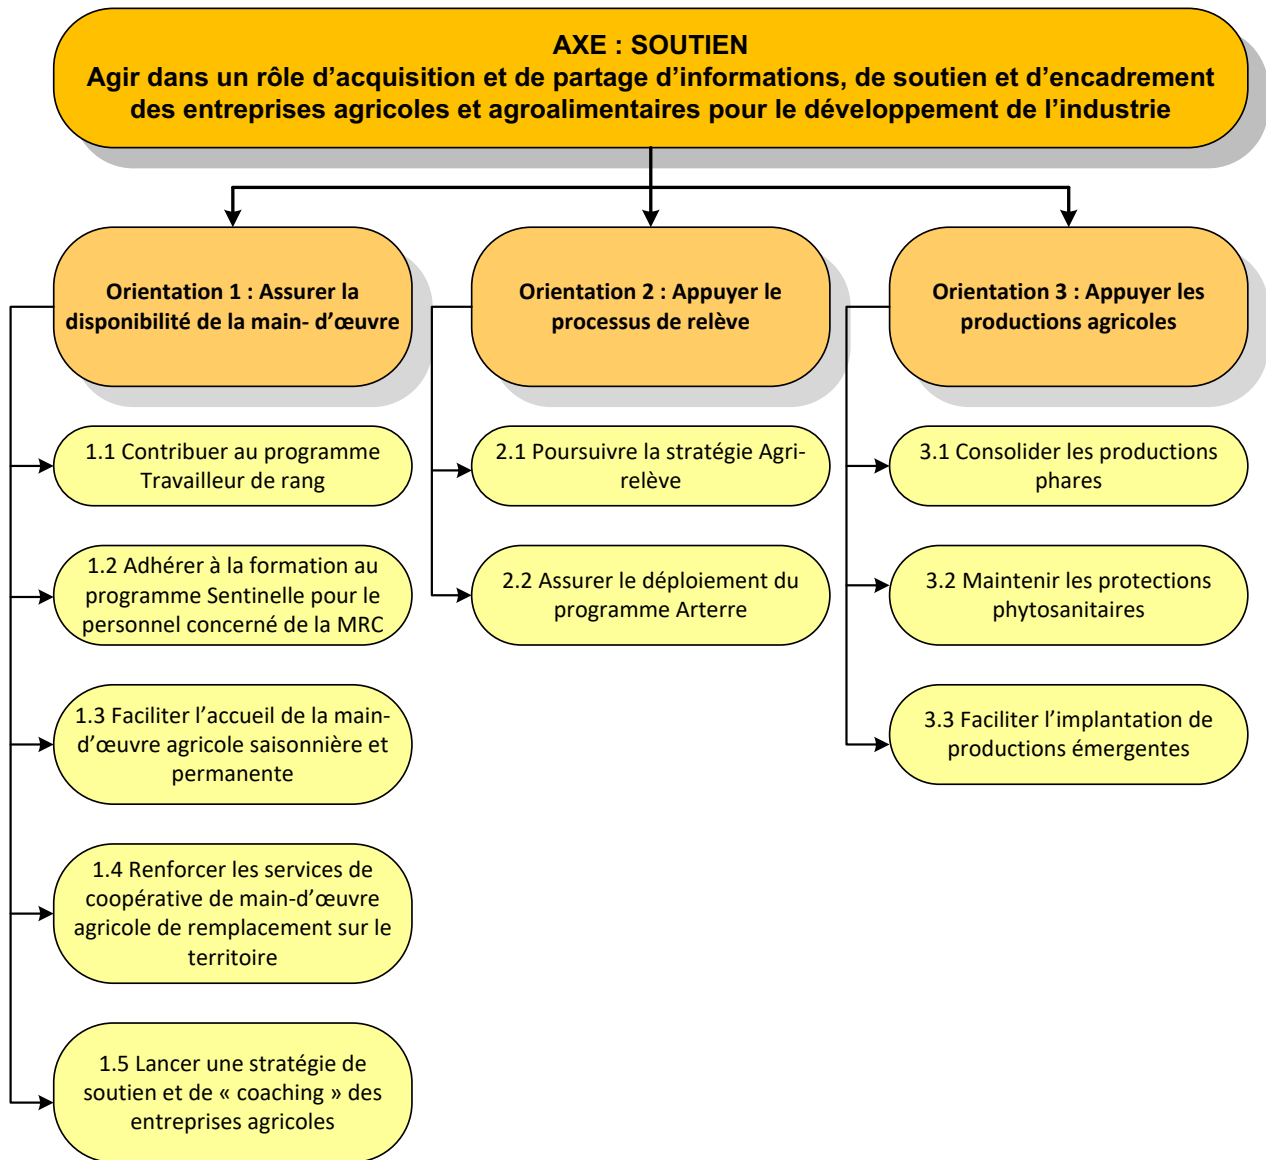 AXE : SOUTIEN
Agir dans un rôle d’acquisition et de partage d’informations, de soutien et d’encadrement
des entreprises agricoles et agroalimentaires pour le développement de l’industrie
Orientation 1 : Assurer la
disponibilité de la main- d’œuvre
1.1 Contribuer au programme
Travailleur de rang
1.2 Adhérer à la formation au
programme Sentinelle pour le
personnel concerné de la MRC
1.3 Faciliter l’accueil de la main-
d’œuvre agricole saisonnière et
permanente
1.4 Renforcer les services de
coopérative de main-d’œuvre
agricole de remplacement sur le
territoire
1.5 Lancer une stratégie de
soutien et de « coaching » des
entreprises agricoles
Orientation 2 : Appuyer le
processus de relève
2.1 Poursuivre la stratégie Agri-
relève
2.2 Assurer le déploiement du
programme Arterre
Orientation 3 : Appuyer les
productions agricoles
3.1 Consolider les productions
phares
3.2 Maintenir les protections
phytosanitaires
3.3 Faciliter l’implantation de
productions émergentes